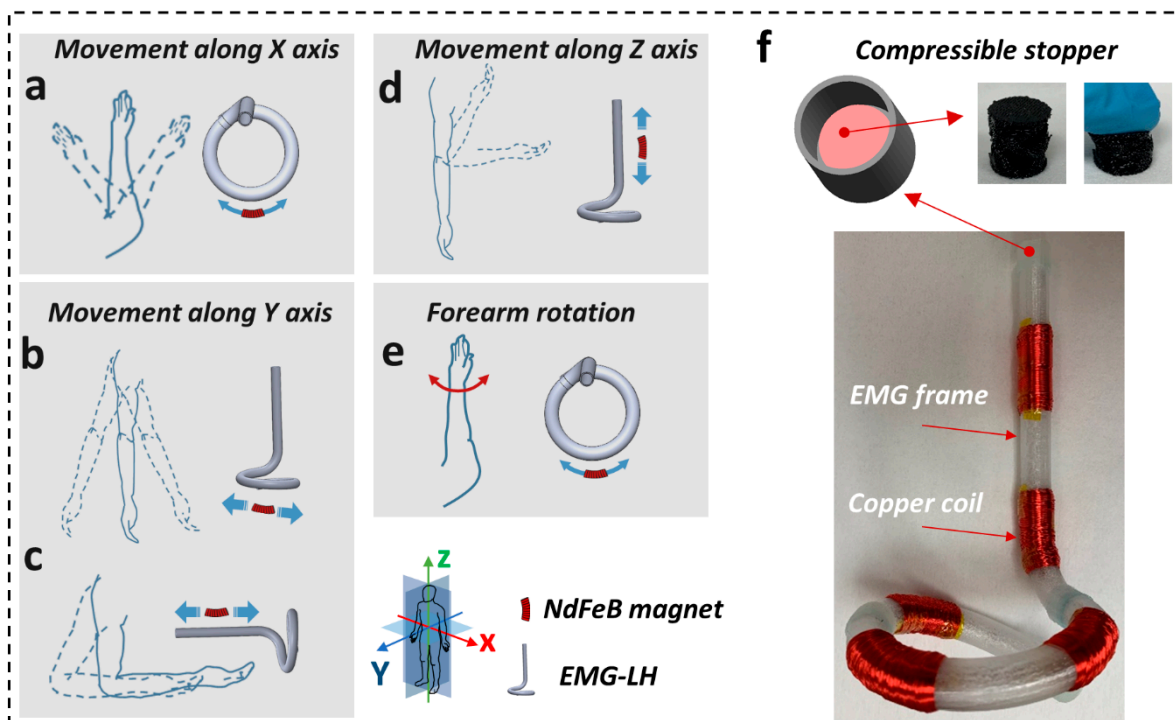 Movement along X axis
a
Movement along Y axis
b
c
Movement along Z axis
d
Forearm rotation
e
Z
X
Y
NdFeB magnet
EMG-LH
f
Compressible stopper
EMG frame
Copper coil